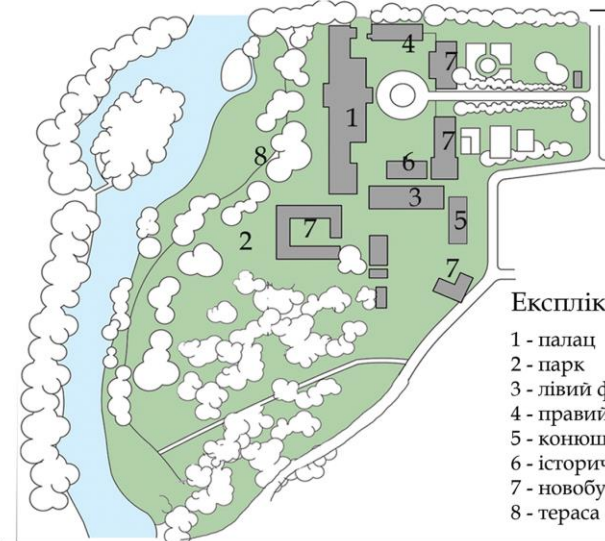 4
7
1
7
8
6
3
5
7
2
7
Експлік
1 - палац
2 - парк
3 - лівий ф
4 - правий
5 - конюш
6 - історич
7 - новобу
8 - тераса